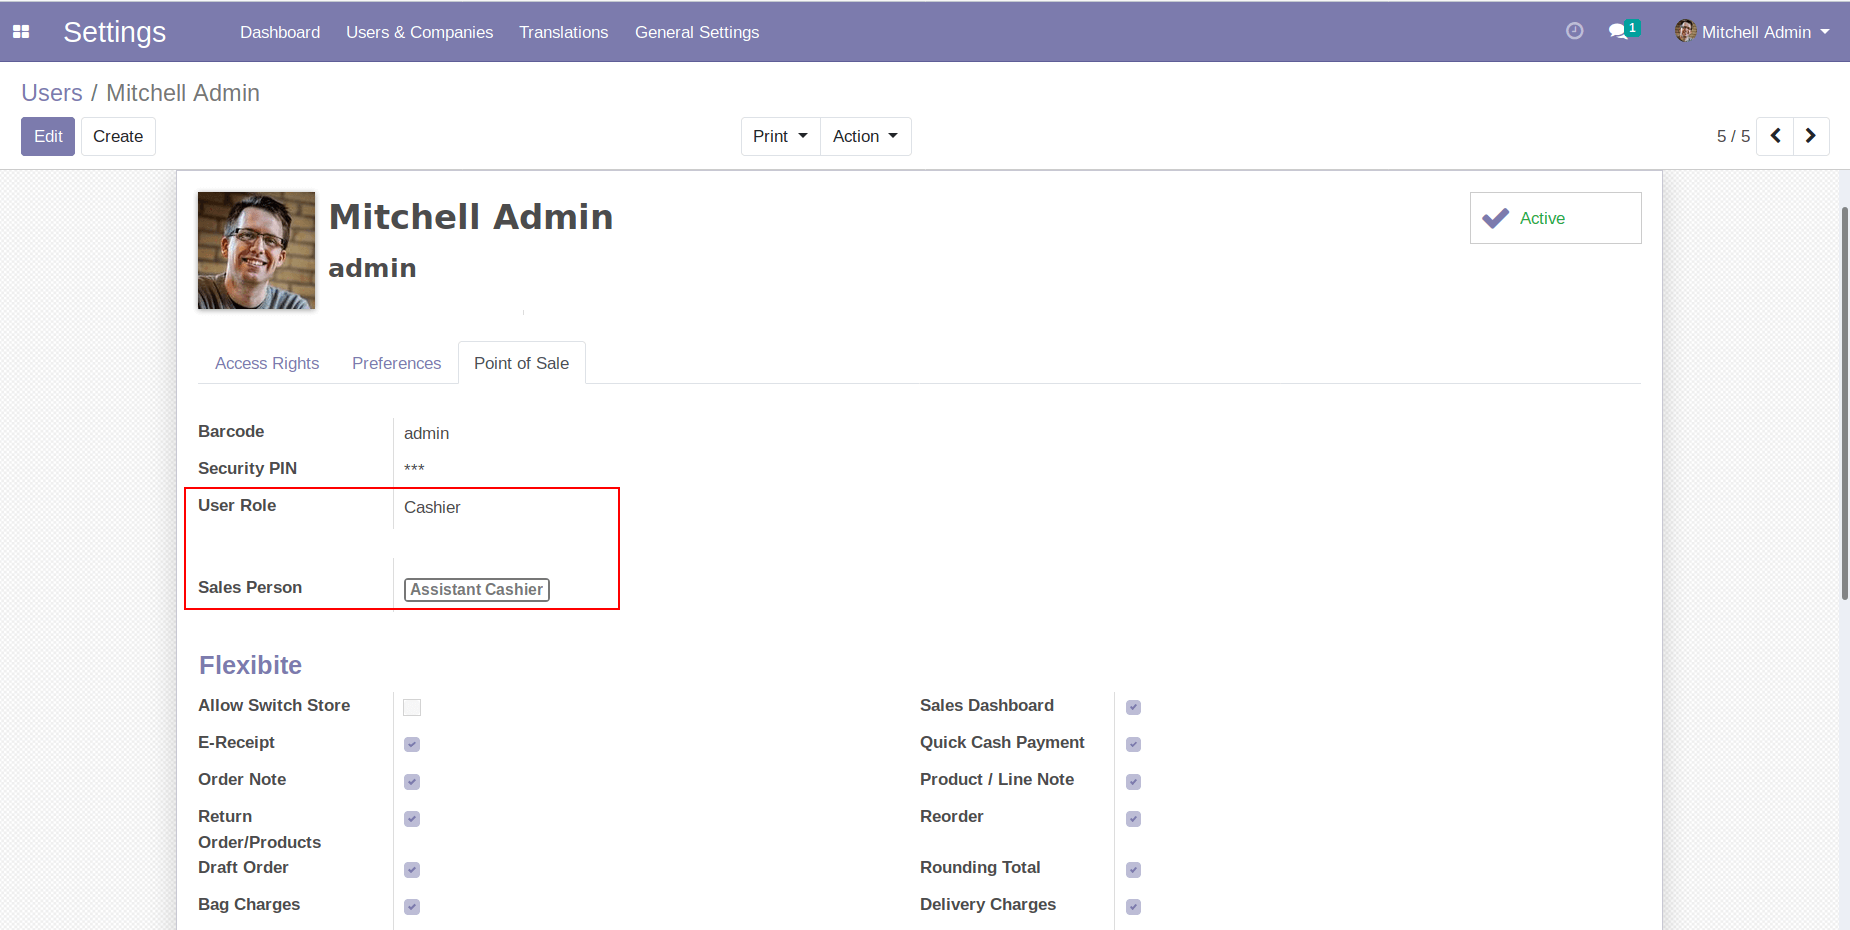 Settings Dashboard Users & Companies Translations General Settings 1 Mitchell Admin
Users / Mitchell Admin
Edit Create Print Action 5 / 5
Mitchell Admin
Active
admin
Access Rights Preferences Point of Sale
Barcode admin
Security PIN ***
User Role Cashier
Sales Person Assistant Cashier
Flexibite
Allow Switch Store Sales Dashboard
E-Receipt Quick Cash Payment
Order Note Product / Line Note
Return Reorder
Order/Products
Draft Order Rounding Total
Bag Charges Delivery Charges